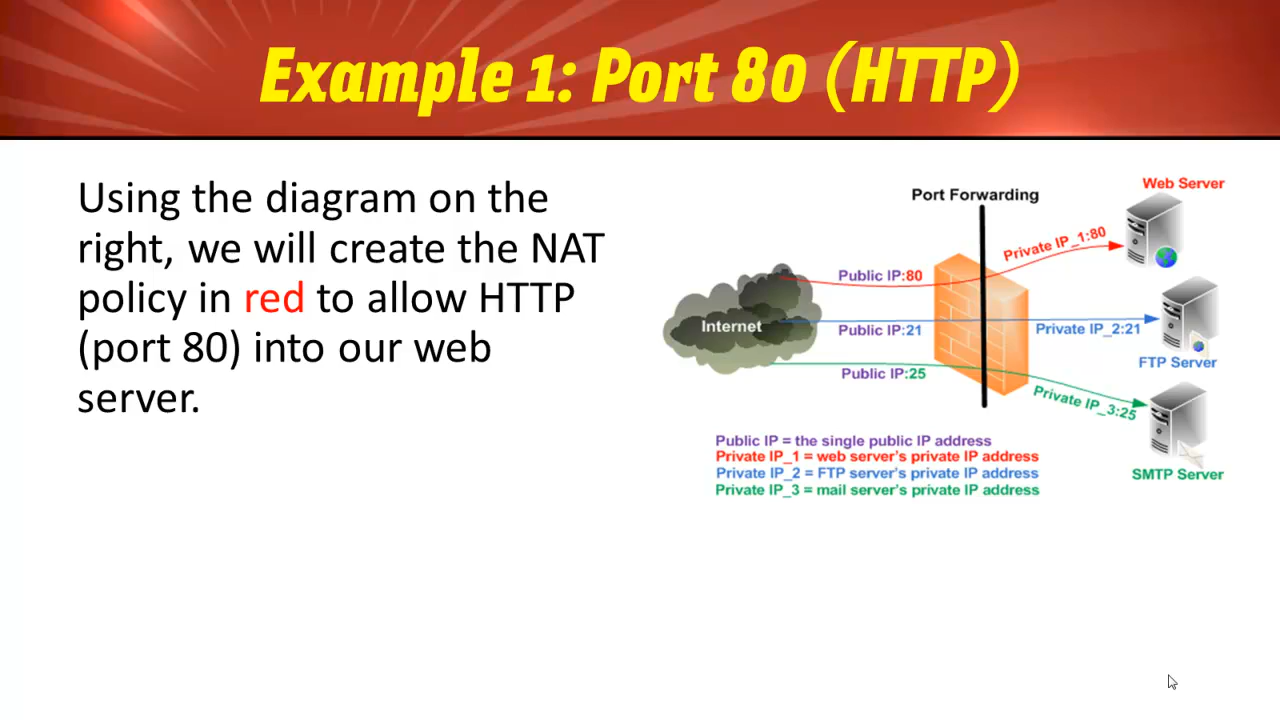 Example 1: Port 80 (HTTP)
Using the diagram on the
right, we will create the NAT
policy in red to allow HTTP
(port 80) into our web
server.
Port Forwarding
Web Server
Private IP_1:80
Public IP:80
Internet
Public IP:21
Private IP_2:21
FTP Server
Public IP:25
Private IP_3:25
SMTP Server
Public IP = the single public IP address
Private IP_1 = web server's private IP address
Private IP_2 = FTP server's private IP address
Private IP_3 = mail server's private IP address